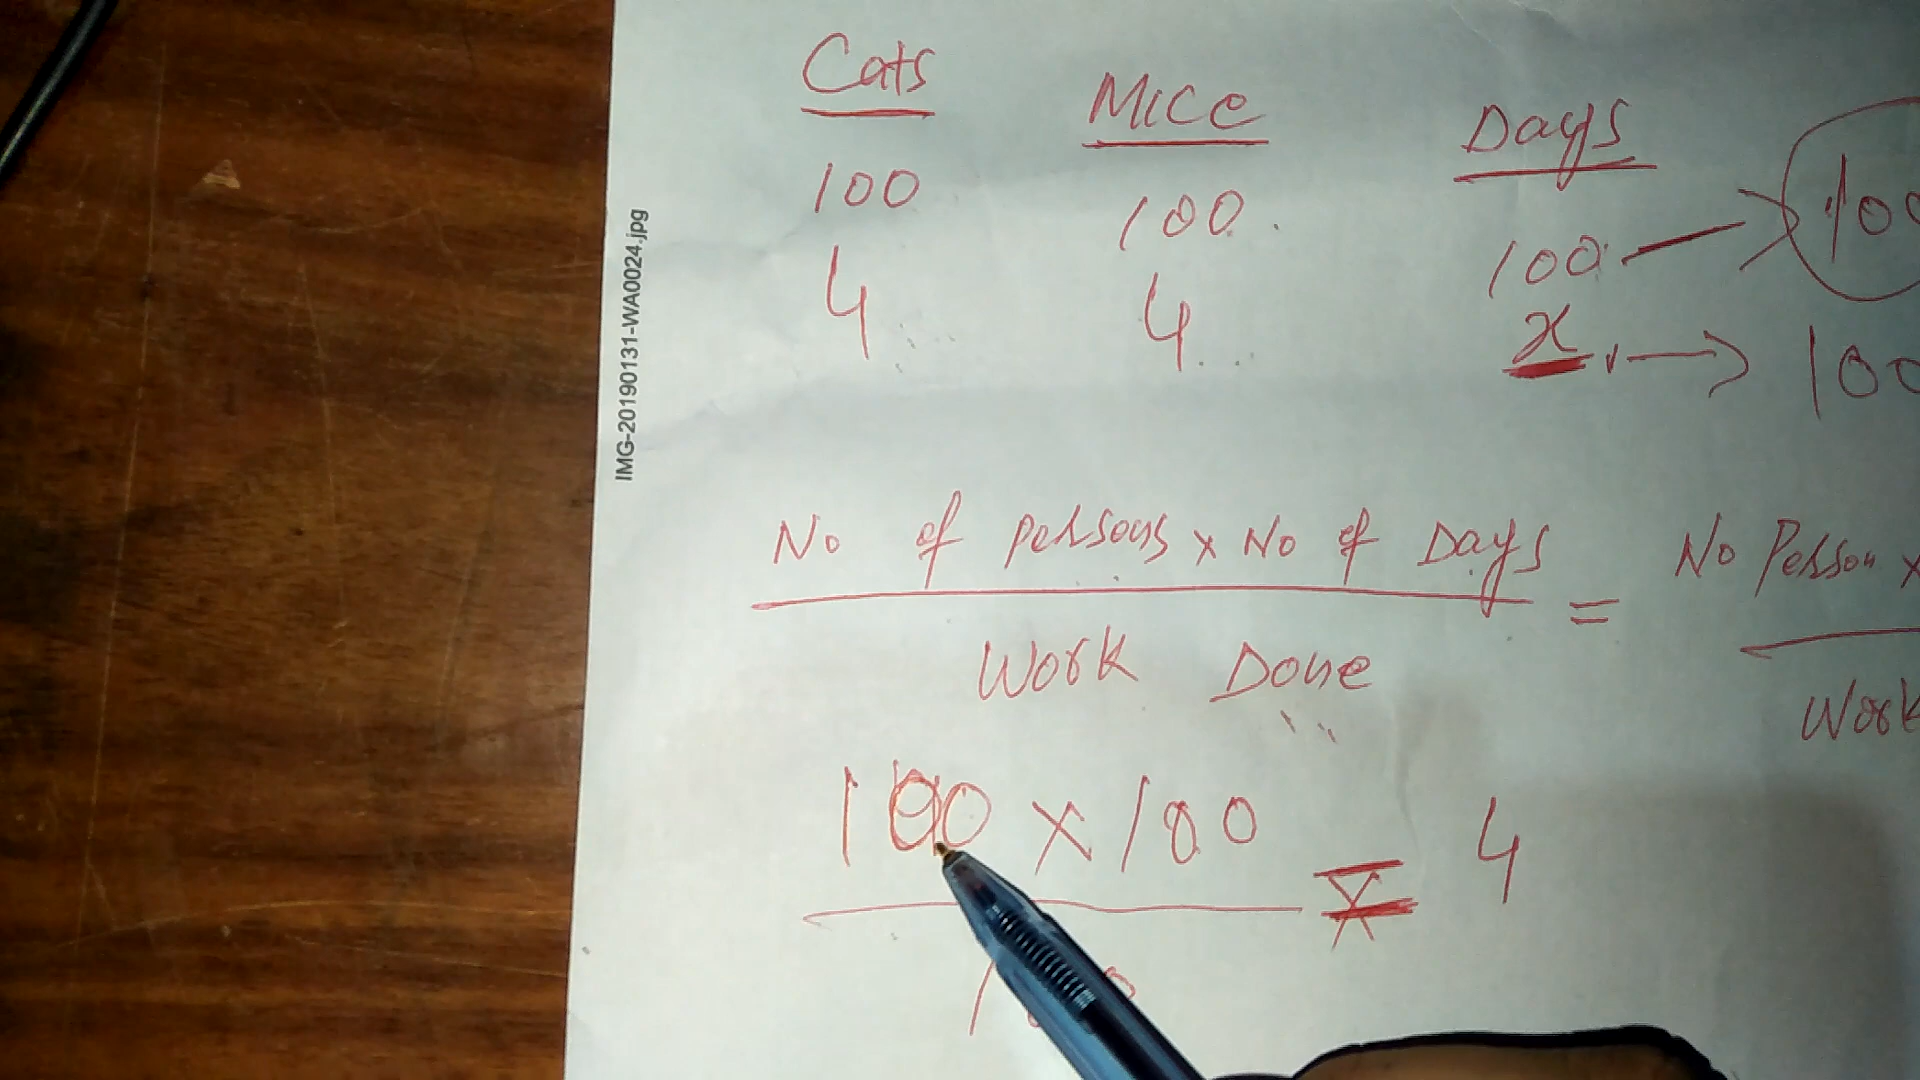 Cats Mice Days
100 100 100 → 100
4 4 x → 100
IMG-20190131-WA0024.jpg
No of persons x No of Days = No Person x
Work Done Work
100 x 100 = 4